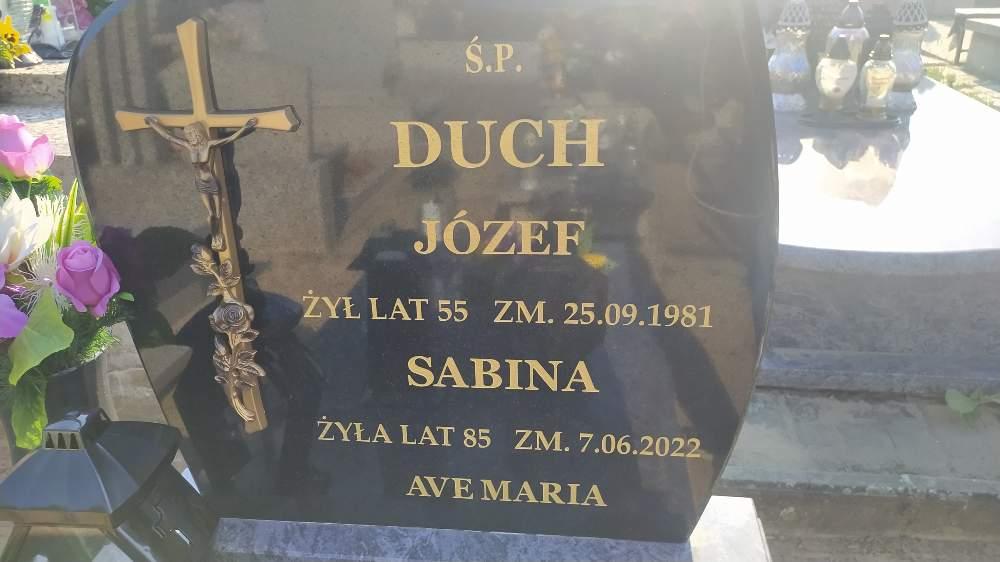 Ś.P.
DUCH
JÓZEF
ŻYŁ LAT 55 ZM. 25.09.1981
SABINA
ŻYŁA LAT 85 ZM. 7.06.2022
AVE MARIA